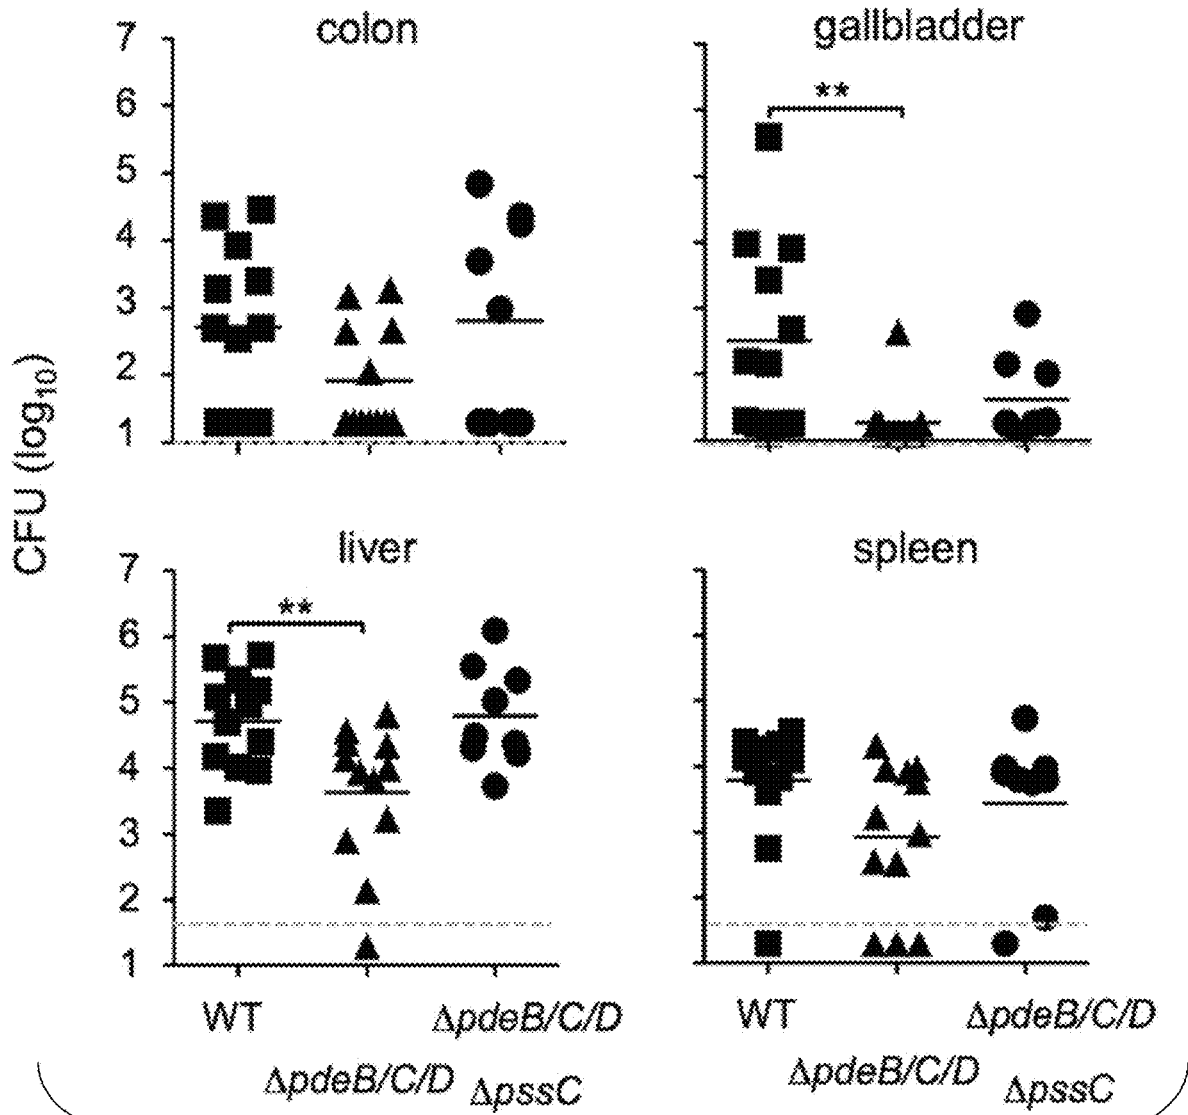 colon
gallbladder
7
6
5
4
3
2
1
**
CFU (log10)
liver
spleen
7
6
5
4
3
2
1
**
WT
ΔpdeB/C/D
WT
ΔpdeB/C/D
ΔpdeB/C/D
ΔpssC
ΔpdeB/C/D
ΔpssC